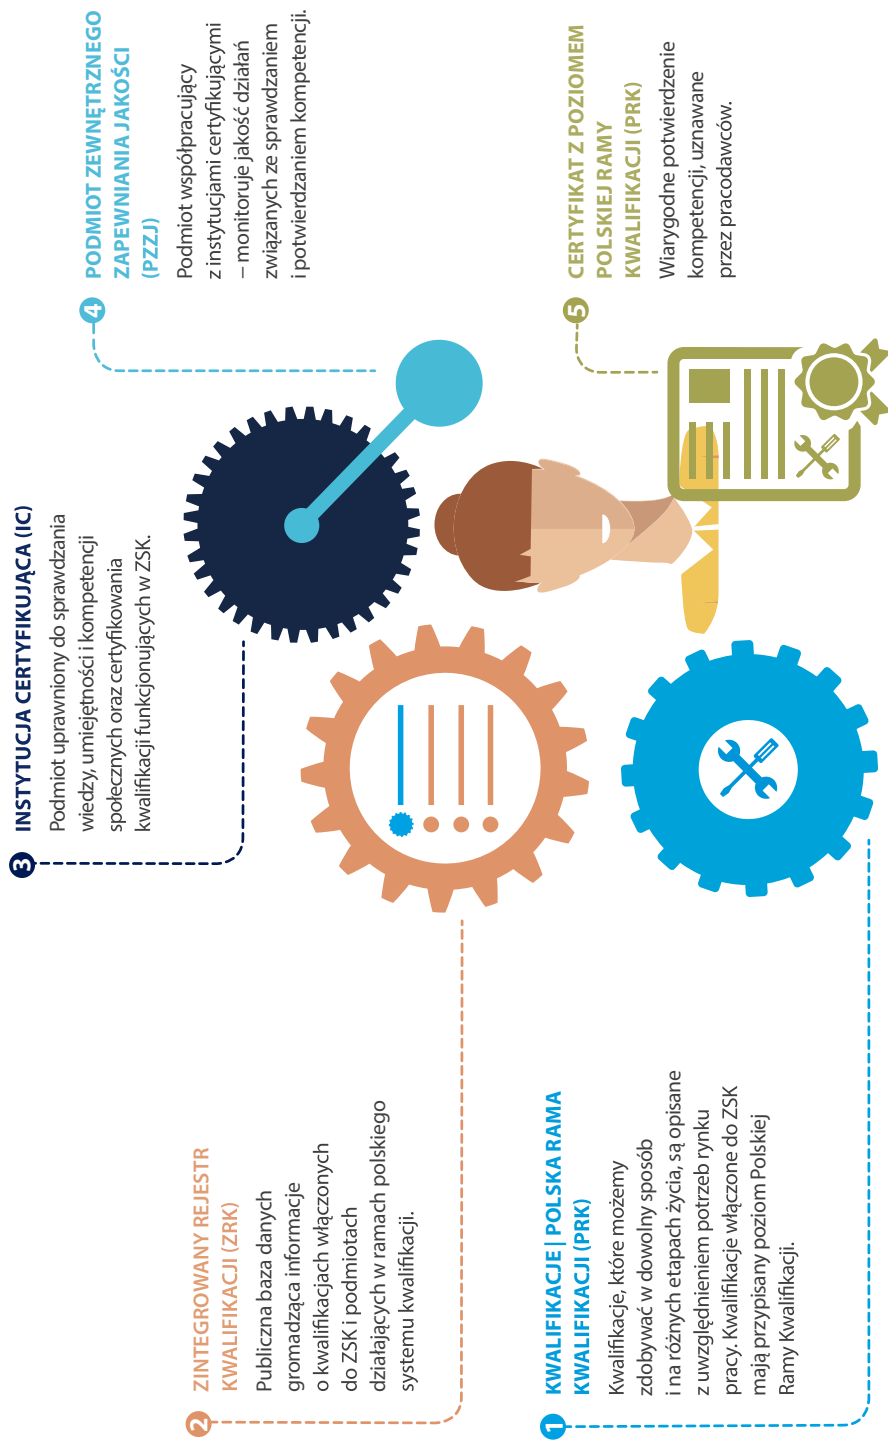 1
KWALIFIKACJE | POLSKA RAMA
KWALIFIKACJI (PRK)
Kwalifikacje, które możemy
zdobywać w dowolny sposób
i na różnych etapach życia, są opisane
z uwzględnieniem potrzeb rynku
pracy. Kwalifikacje włączone do ZSK
mają przypisany poziom Polskiej
Ramy Kwalifikacji.
2
ZINTEGROWANY REJESTR
KWALIFIKACJI (ZRK)
Publiczna baza danych
gromadząca informacje
o kwalifikacjach włączonych
do ZSK i podmiotach
działających w ramach polskiego
systemu kwalifikacji.
3
INSTYTUCJA CERTYFIKUJĄCA (IC)
Podmiot uprawniony do sprawdzania
wiedzy, umiejętności i kompetencji
społecznych oraz certyfikowania
kwalifikacji funkcjonujących w ZSK.
4
PODMIOT ZEWNĘTRZNEGO
ZAPEWNIANIA JAKOŚCI
(PZZJ)
Podmiot współpracujący
z instytucjami certyfikującymi
– monitoruje jakość działań
związanych ze sprawdzaniem
i potwierdzaniem kompetencji.
5
CERTYFIKAT Z POZIOMEM
POLSKIEJ RAMY
KWALIFIKACJI (PRK)
Wiarygodne potwierdzenie
kompetencji, uznawane
przez pracodawców.